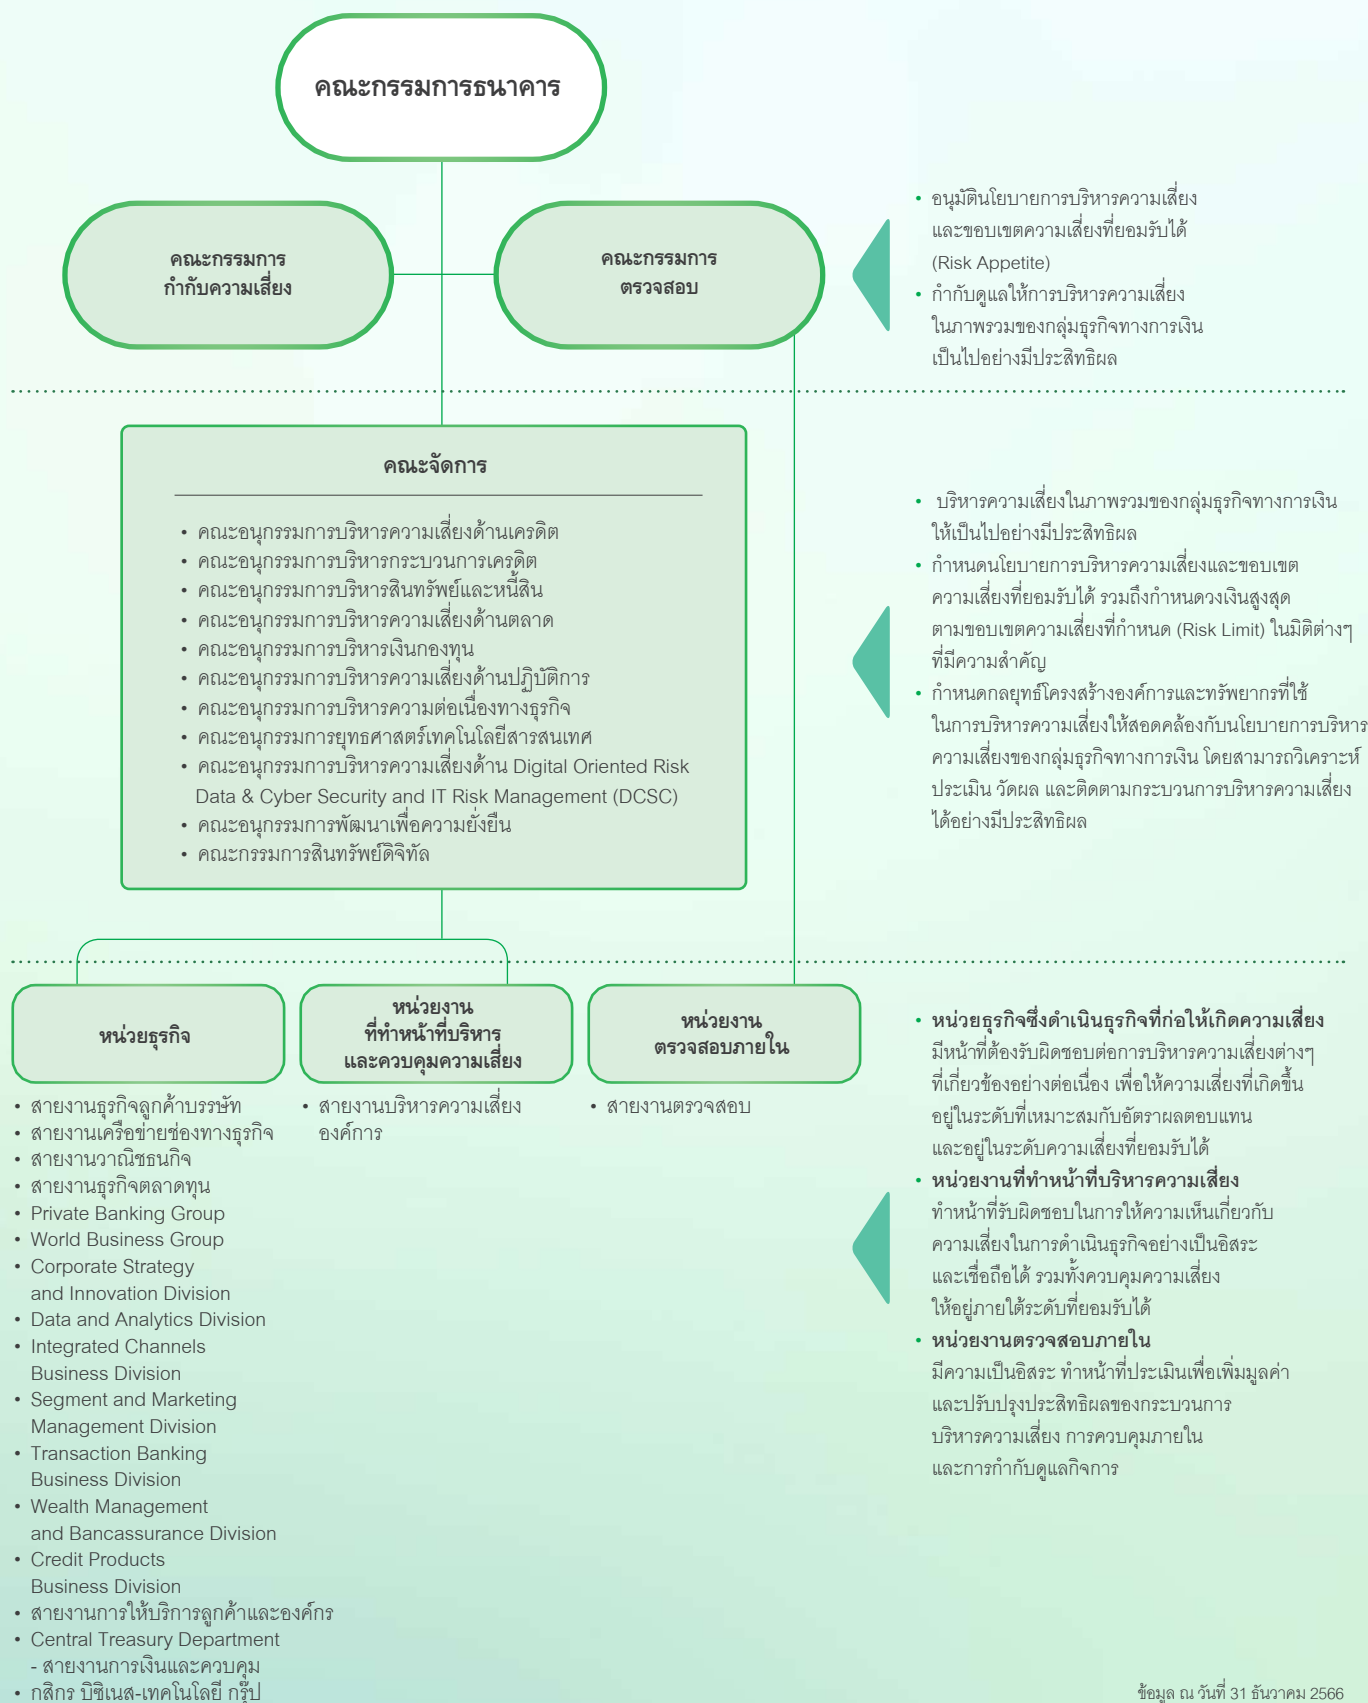 คณะกรรมการธนาคาร
คณะกรรมการ
กำกับความเสี่ยง
คณะกรรมการ
ตรวจสอบ
• อนุมัตินโยบายการบริหารความเสี่ยง
และขอบเขตความเสี่ยงที่ยอมรับได้
(Risk Appetite)
• กำกับดูแลให้การบริหารความเสี่ยง
ในภาพรวมของกลุ่มธุรกิจทางการเงิน
เป็นไปอย่างมีประสิทธิผล
คณะจัดการ
• คณะอนุกรรมการบริหารความเสี่ยงด้านเครดิต
• คณะอนุกรรมการบริหารกระบวนการเครดิต
• คณะอนุกรรมการบริหารสินทรัพย์และหนี้สิน
• คณะอนุกรรมการบริหารความเสี่ยงด้านตลาด
• คณะอนุกรรมการบริหารเงินกองทุน
• คณะอนุกรรมการบริหารความเสี่ยงด้านปฏิบัติการ
• คณะอนุกรรมการบริหารความต่อเนื่องทางธุรกิจ
• คณะอนุกรรมการยุทธศาสตร์เทคโนโลยีสารสนเทศ
• คณะอนุกรรมการบริหารความเสี่ยงด้าน Digital Oriented Risk
Data & Cyber Security and IT Risk Management (DCSC)
• คณะอนุกรรมการพัฒนาเพื่อความยั่งยืน
• คณะกรรมการสินทรัพย์ดิจิทัล
• บริหารความเสี่ยงในภาพรวมของกลุ่มธุรกิจทางการเงิน
ให้เป็นไปอย่างมีประสิทธิผล
• กำหนดนโยบายการบริหารความเสี่ยงและขอบเขต
ความเสี่ยงที่ยอมรับได้ รวมถึงกำหนดวงเงินสูงสุด
ตามขอบเขตความเสี่ยงที่กำหนด (Risk Limit) ในมิติต่างๆ
ที่มีความสำคัญ
• กำหนดกลยุทธ์โครงสร้างองค์การและทรัพยากรที่ใช้
ในการบริหารความเสี่ยงให้สอดคล้องกับนโยบายการบริหาร
ความเสี่ยงของกลุ่มธุรกิจทางการเงิน โดยสามารถวิเคราะห์
ประเมิน วัดผล และติดตามกระบวนการบริหารความเสี่ยง
ได้อย่างมีประสิทธิผล
หน่วยธุรกิจ
• สายงานธุรกิจลูกค้าบรรษัท
• สายงานเครือข่ายช่องทางธุรกิจ
• สายงานวาณิชธนกิจ
• สายงานธุรกิจตลาดทุน
• Private Banking Group
• World Business Group
• Corporate Strategy
and Innovation Division
• Data and Analytics Division
• Integrated Channels
Business Division
• Segment and Marketing
Management Division
• Transaction Banking
Business Division
• Wealth Management
and Bancassurance Division
• Credit Products
Business Division
• สายงานการให้บริการลูกค้าและองค์กร
• Central Treasury Department
- สายงานการเงินและควบคุม
• กสิกร บิซิเนส-เทคโนโลยี กรุ๊ป
หน่วยงาน
ที่ทำหน้าที่บริหาร
และควบคุมความเสี่ยง
• สายงานบริหารความเสี่ยง
องค์การ
หน่วยงาน
ตรวจสอบภายใน
• สายงานตรวจสอบ
• หน่วยธุรกิจซึ่งดำเนินธุรกิจที่ก่อให้เกิดความเสี่ยง
มีหน้าที่ต้องรับผิดชอบต่อการบริหารความเสี่ยงต่างๆ
ที่เกี่ยวข้องอย่างต่อเนื่อง เพื่อให้ความเสี่ยงที่เกิดขึ้น
อยู่ในระดับที่เหมาะสมกับอัตราผลตอบแทน
และอยู่ในระดับความเสี่ยงที่ยอมรับได้
• หน่วยงานที่ทำหน้าที่บริหารความเสี่ยง
ทำหน้าที่รับผิดชอบในการให้ความเห็นเกี่ยวกับ
ความเสี่ยงในการดำเนินธุรกิจอย่างเป็นอิสระ
และเชื่อถือได้ รวมทั้งควบคุมความเสี่ยง
ให้อยู่ภายใต้ระดับที่ยอมรับได้
• หน่วยงานตรวจสอบภายใน
มีความเป็นอิสระ ทำหน้าที่ประเมินเพื่อเพิ่มมูลค่า
และปรับปรุงประสิทธิผลของกระบวนการ
บริหารความเสี่ยง การควบคุมภายใน
และการกำกับดูแลกิจการ
ข้อมูล ณ วันที่ 31 ธันวาคม 2566